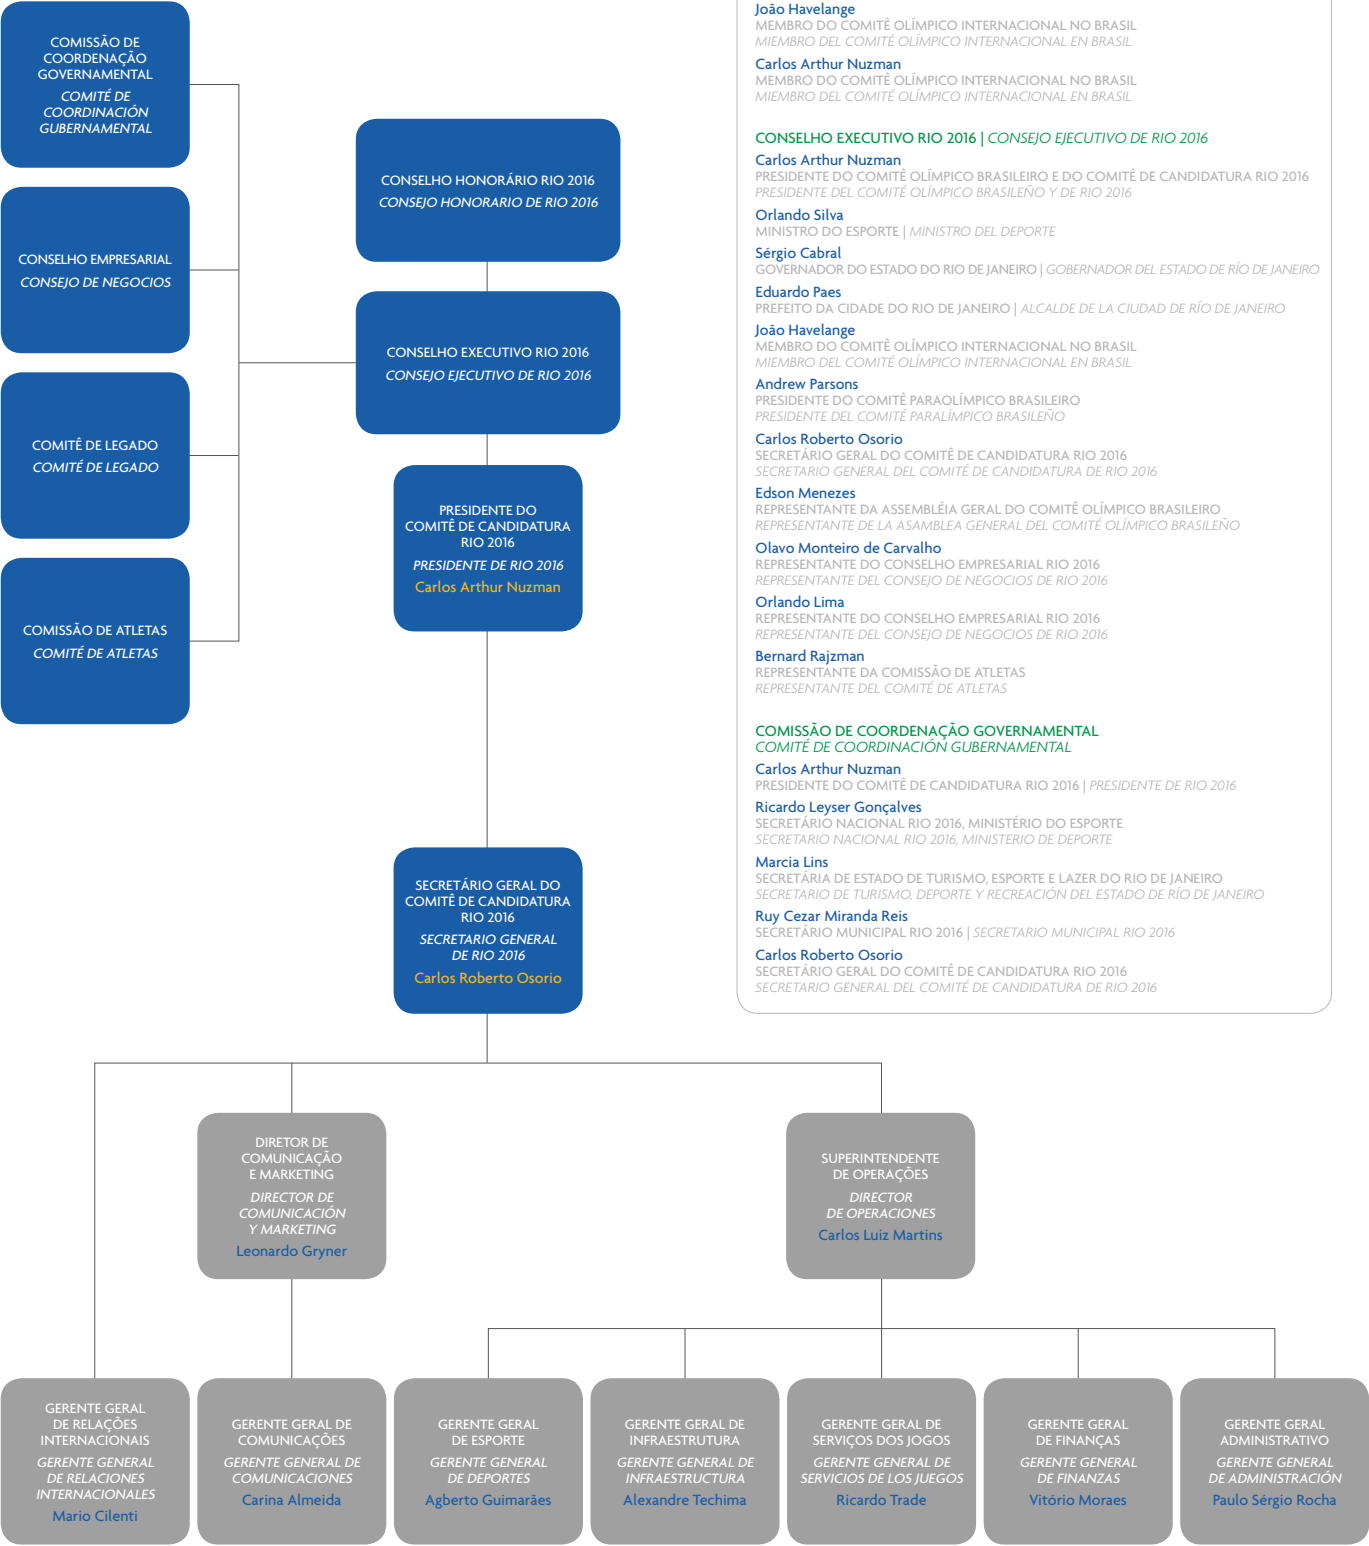 COMISSÃO DE
COORDENAÇÃO
GOVERNAMENTAL
COMITÉ DE
COORDINACIÓN
GUBERNAMENTAL
CONSELHO EMPRESARIAL
CONSEJO DE NEGOCIOS
COMITÊ DE LEGADO
COMITÉ DE LEGADO
COMISSÃO DE ATLETAS
COMITÉ DE ATLETAS
CONSELHO HONORÁRIO RIO 2016
CONSEJO HONORARIO DE RIO 2016
CONSELHO EXECUTIVO RIO 2016
CONSEJO EJECUTIVO DE RIO 2016
PRESIDENTE DO
COMITÊ DE CANDIDATURA
RIO 2016
PRESIDENTE DE RIO 2016
Carlos Arthur Nuzman
SECRETÁRIO GERAL DO
COMITÊ DE CANDIDATURA
RIO 2016
SECRETARIO GENERAL
DE RIO 2016
Carlos Roberto Osorio
João Havelange
MEMBRO DO COMITÊ OLÍMPICO INTERNACIONAL NO BRASIL
MIEMBRO DEL COMITÉ OLÍMPICO INTERNACIONAL EN BRASIL
Carlos Arthur Nuzman
MEMBRO DO COMITÊ OLÍMPICO INTERNACIONAL NO BRASIL
MIEMBRO DEL COMITÉ OLÍMPICO INTERNACIONAL EN BRASIL
CONSELHO EXECUTIVO RIO 2016 | CONSEJO EJECUTIVO DE RIO 2016
Carlos Arthur Nuzman
PRESIDENTE DO COMITÊ OLÍMPICO BRASILEIRO E DO COMITÊ DE CANDIDATURA RIO 2016
PRESIDENTE DEL COMITÉ OLÍMPICO BRASILEÑO Y DE RIO 2016
Orlando Silva
MINISTRO DO ESPORTE | MINISTRO DEL DEPORTE
Sérgio Cabral
GOVERNADOR DO ESTADO DO RIO DE JANEIRO | GOBERNADOR DEL ESTADO DE RÍO DE JANEIRO
Eduardo Paes
PREFEITO DA CIDADE DO RIO DE JANEIRO | ALCALDE DE LA CIUDAD DE RÍO DE JANEIRO
João Havelange
MEMBRO DO COMITÊ OLÍMPICO INTERNACIONAL NO BRASIL
MIEMBRO DEL COMITÉ OLÍMPICO INTERNACIONAL EN BRASIL
Andrew Parsons
PRESIDENTE DO COMITÊ PARAOLÍMPICO BRASILEIRO
PRESIDENTE DEL COMITÉ PARALÍMPICO BRASILEÑO
Carlos Roberto Osorio
SECRETÁRIO GERAL DO COMITÊ DE CANDIDATURA RIO 2016
SECRETARIO GENERAL DEL COMITÉ DE CANDIDATURA DE RIO 2016
Edson Menezes
REPRESENTANTE DA ASSEMBLÉIA GERAL DO COMITÊ OLÍMPICO BRASILEIRO
REPRESENTANTE DE LA ASAMBLEA GENERAL DEL COMITÉ OLÍMPICO BRASILEÑO
Olavo Monteiro de Carvalho
REPRESENTANTE DO CONSELHO EMPRESARIAL RIO 2016
REPRESENTANTE DEL CONSEJO DE NEGOCIOS DE RIO 2016
Orlando Lima
REPRESENTANTE DO CONSELHO EMPRESARIAL RIO 2016
REPRESENTANTE DEL CONSEJO DE NEGOCIOS DE RIO 2016
Bernard Rajzman
REPRESENTANTE DA COMISSÃO DE ATLETAS
REPRESENTANTE DEL COMITÉ DE ATLETAS
COMISSÃO DE COORDENAÇÃO GOVERNAMENTAL
COMITÉ DE COORDINACIÓN GUBERNAMENTAL
Carlos Arthur Nuzman
PRESIDENTE DO COMITÊ DE CANDIDATURA RIO 2016 | PRESIDENTE DE RIO 2016
Ricardo Leyser Gonçalves
SECRETÁRIO NACIONAL RIO 2016, MINISTÉRIO DO ESPORTE
SECRETARIO NACIONAL RIO 2016, MINISTERIO DE DEPORTE
Marcia Lins
SECRETÁRIA DE ESTADO DE TURISMO, ESPORTE E LAZER DO RIO DE JANEIRO
SECRETARIO DE TURISMO, DEPORTE Y RECREACIÓN DEL ESTADO DE RÍO DE JANEIRO
Ruy Cezar Miranda Reis
SECRETÁRIO MUNICIPAL RIO 2016 | SECRETARIO MUNICIPAL RIO 2016
Carlos Roberto Osorio
SECRETÁRIO GERAL DO COMITÊ DE CANDIDATURA RIO 2016
SECRETARIO GENERAL DEL COMITÉ DE CANDIDATURA DE RIO 2016
DIRETOR DE
COMUNICAÇÃO
E MARKETING
DIRECTOR DE
COMUNICACIÓN
Y MARKETING
Leonardo Gryner
SUPERINTENDENTE
DE OPERAÇÕES
DIRECTOR
DE OPERACIONES
Carlos Luiz Martins
GERENTE GERAL
DE RELAÇÕES
INTERNACIONAIS
GERENTE GENERAL
DE RELACIONES
INTERNACIONALES
Mario Cilenti
GERENTE GERAL DE
COMUNICAÇÕES
GERENTE GENERAL DE
COMUNICACIONES
Carina Almeida
GERENTE GERAL
DE ESPORTE
GERENTE GENERAL
DE DEPORTES
Agberto Guimarães
GERENTE GERAL DE
INFRAESTRUTURA
GERENTE GENERAL DE
INFRAESTRUCTURA
Alexandre Techima
GERENTE GERAL DE
SERVIÇOS DOS JOGOS
GERENTE GENERAL DE
SERVICIOS DE LOS JUEGOS
Ricardo Trade
GERENTE GERAL
DE FINANÇAS
GERENTE GENERAL
DE FINANZAS
Vitório Moraes
GERENTE GERAL
ADMINISTRATIVO
GERENTE GENERAL
DE ADMINISTRACIÓN
Paulo Sérgio Rocha